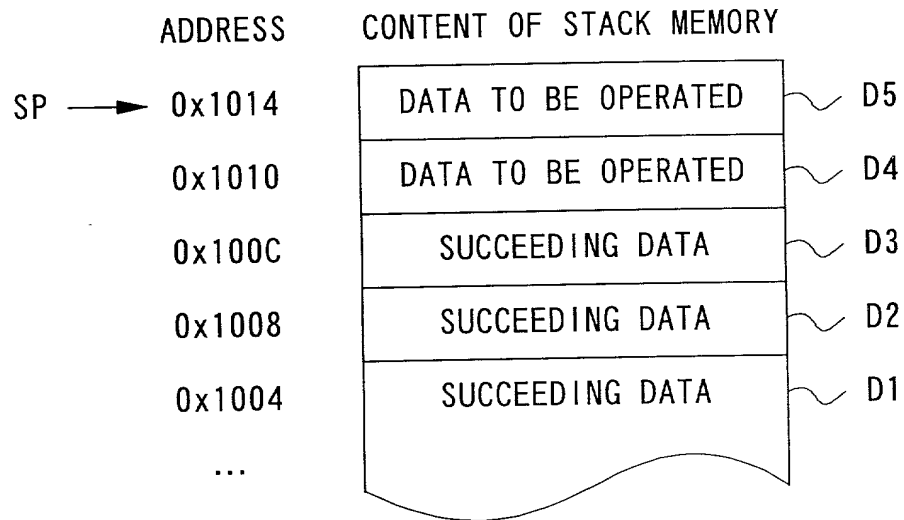 ADDRESS CONTENT OF STACK MEMORY
SP 0x1014 DATA TO BE OPERATED D5
0x1010 DATA TO BE OPERATED D4
0x100C SUCCEEDING DATA D3
0x1008 SUCCEEDING DATA D2
0x1004 SUCCEEDING DATA D1
...